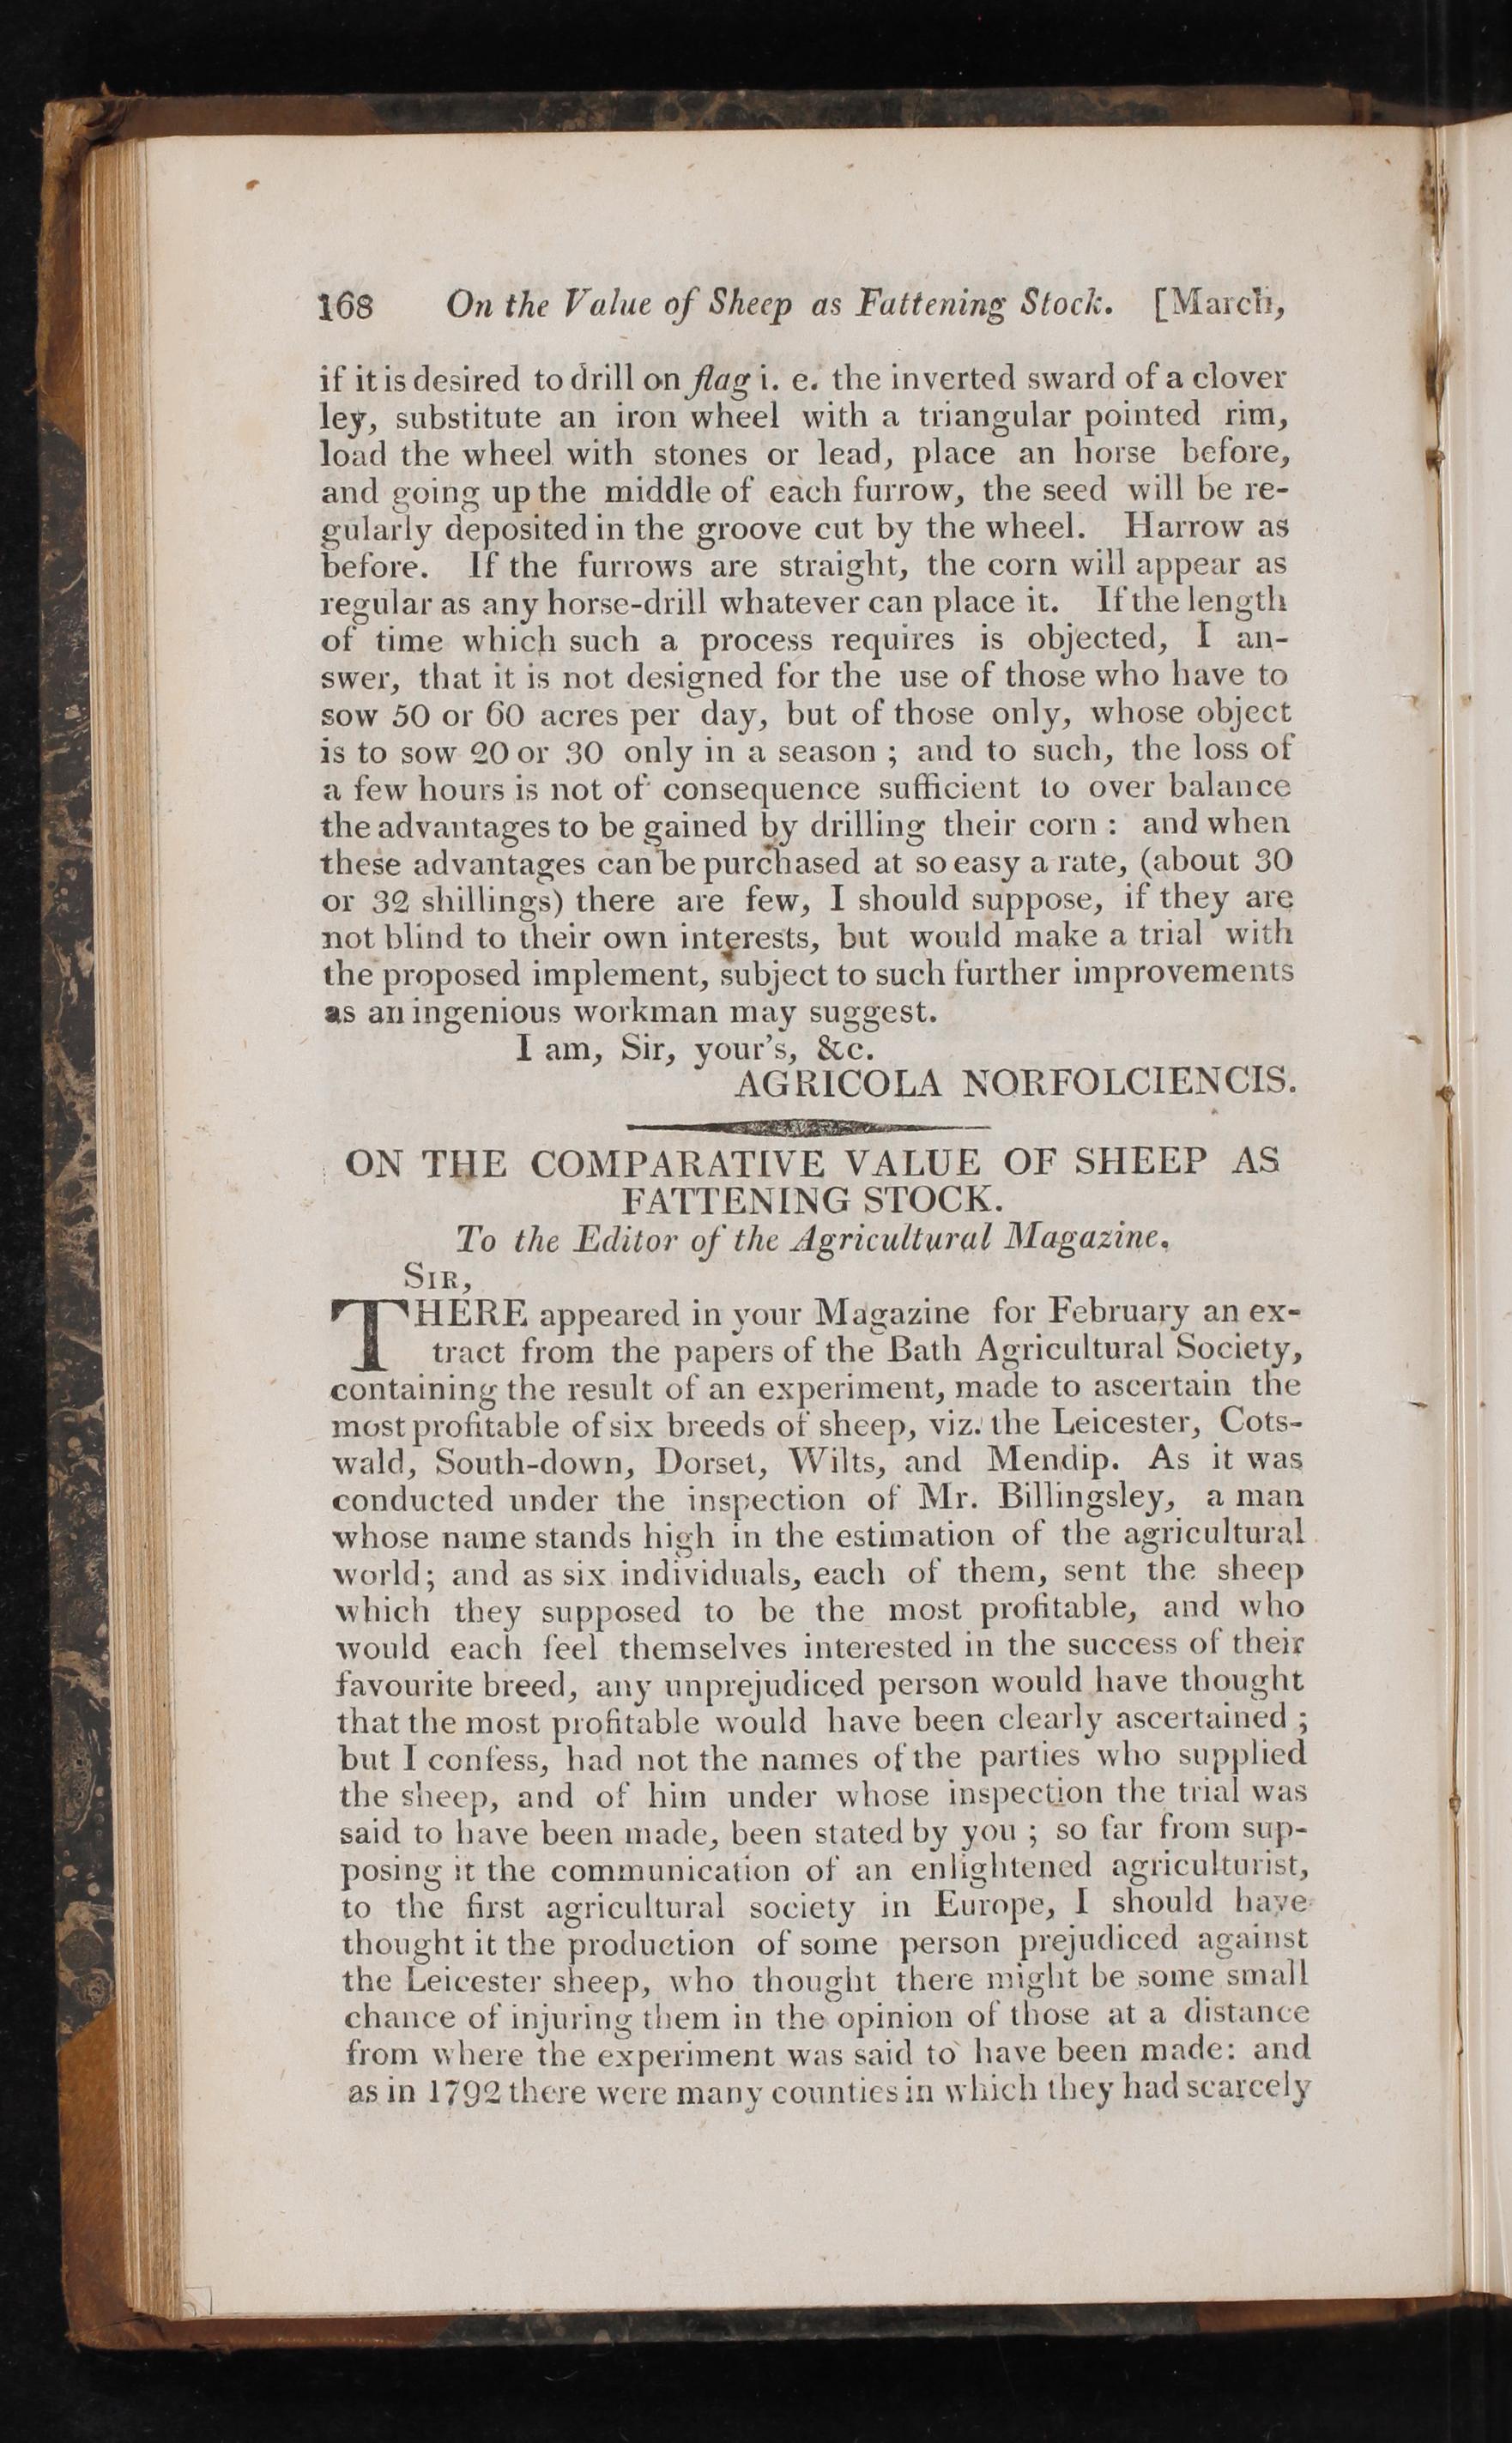 168 On the Value of Sheep as Fattening Stock. [March,
if it is desired to drill on flag i. e. the inverted sward of a clover
ley, substitute an iron wheel with a triangular pointed rim,
load the wheel with stones or lead, place an horse before,
and going up the middle of each furrow, the seed will be re-
gularly deposited in the groove cut by the wheel. Harrow as
before. If the furrows are straight, the corn will appear as
regular as any horse-drill whatever can place it. If the length
of time which such a process requires is objected, I an-
swer, that it is not designed for the use of those who have to
sow 50 or 60 acres per day, but of those only, whose object
is to sow 20 or 30 only in a season ; and to such, the loss of
a few hours is not of consequence sufficient to over balance
the advantages to be gained by drilling their corn : and when
these advantages can be purchased at so easy a rate, (about 30
or 32 shillings) there are few, I should suppose, if they are
not blind to their own interests, but would make a trial with
the proposed implement, subject to such further improvements
as an ingenious workman may suggest.
I am, Sir, your's, &c.
AGRICOLA NORFOLCIENCIS.
ON THE COMPARATIVE VALUE OF SHEEP AS
FATTENING STOCK.
To the Editor of the Agricultural Magazine.
SIR,
THERE appeared in your Magazine for February an ex-
tract from the papers of the Bath Agricultural Society,
containing the result of an experiment, made to ascertain the
most profitable of six breeds of sheep, viz. the Leicester, Cots-
wald, South-down, Dorset, Wilts, and Mendip. As it was
conducted under the inspection of Mr. Billingsley, a man
whose name stands high in the estimation of the agricultural
world; and as six individuals, each of them, sent the sheep
which they supposed to be the most profitable, and who
would each feel themselves interested in the success of their
favourite breed, any unprejudiced person would have thought
that the most profitable would have been clearly ascertained ;
but I confess, had not the names of the parties who supplied
the sheep, and of him under whose inspection the trial was
said to have been made, been stated by you ; so far from sup-
posing it the communication of an enlightened agriculturist,
to the first agricultural society in Europe, I should have
thought it the production of some person prejudiced against
the Leicester sheep, who thought there might be some small
chance of injuring them in the opinion of those at a distance
from where the experiment was said to have been made: and
as in 1792 there were many counties in which they had scarcely